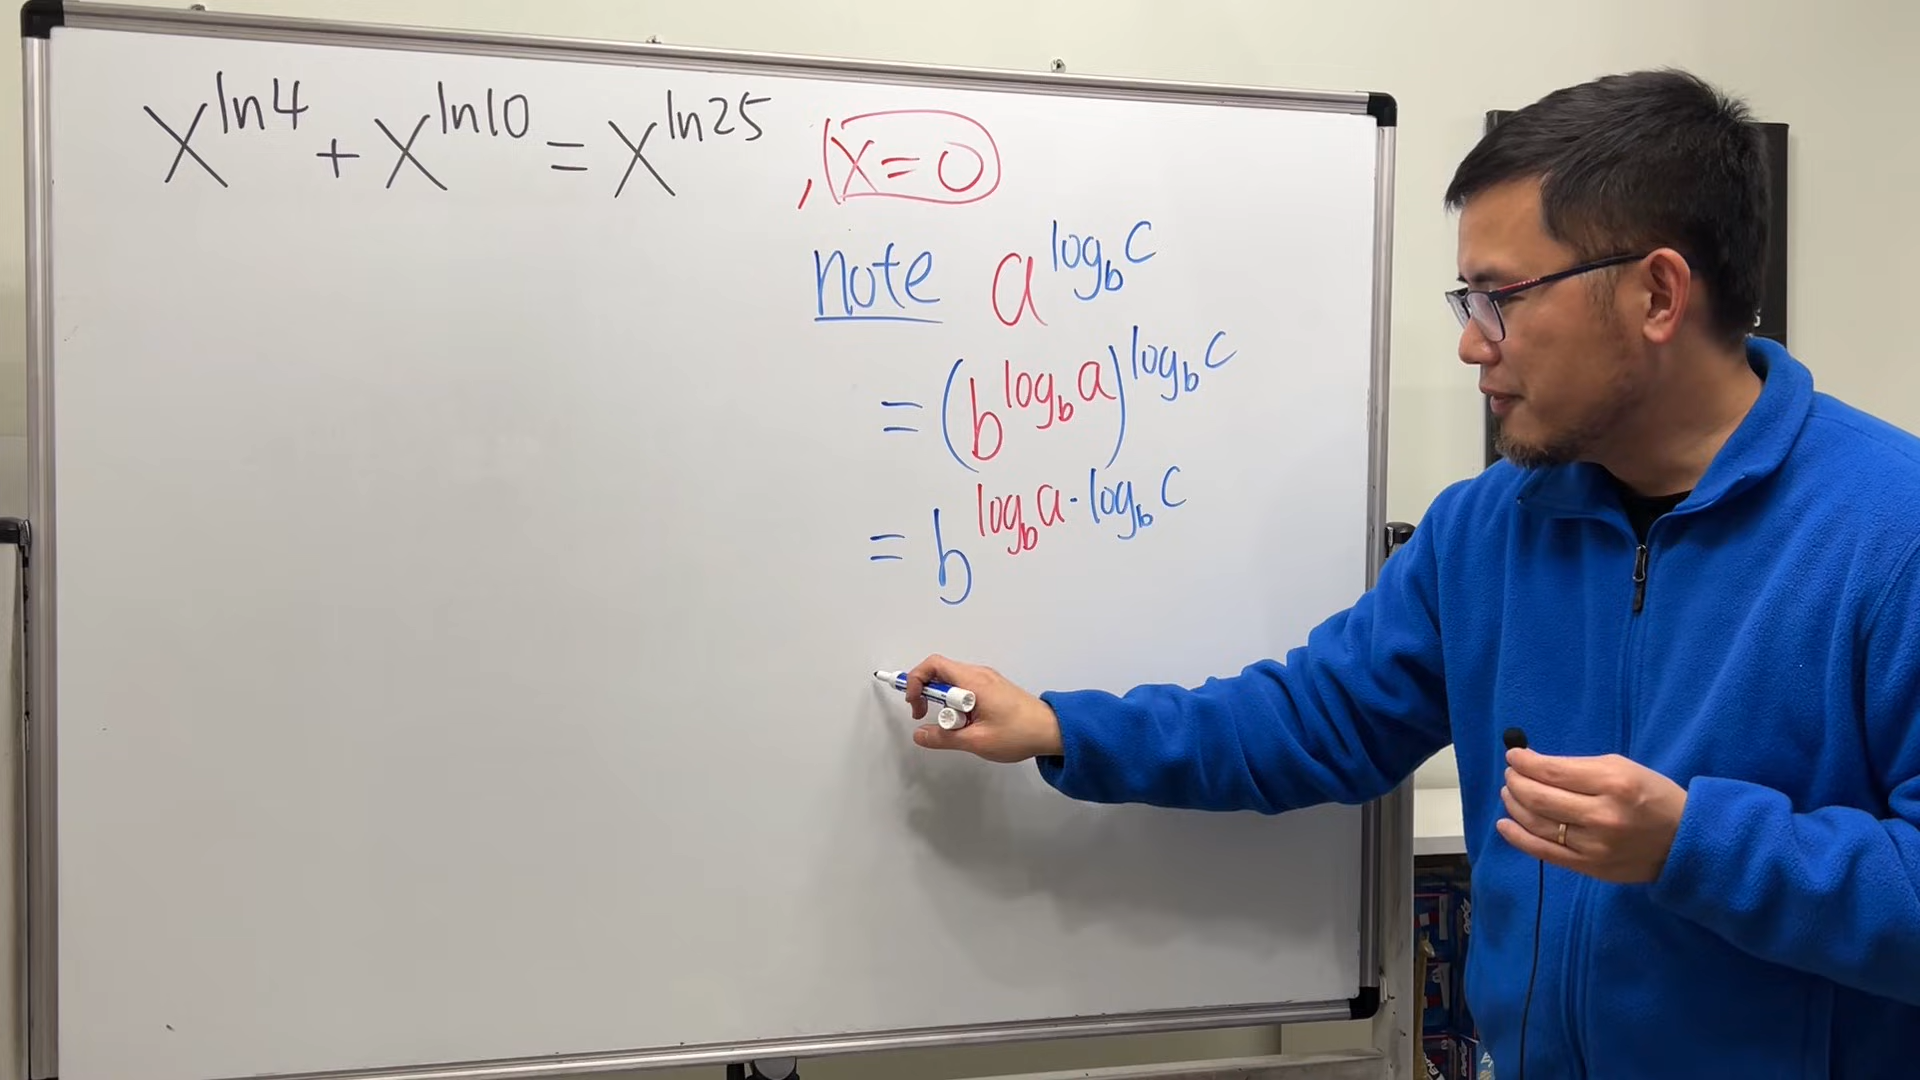 x^ln4 + x^ln10 = x^ln25 , x = 0
note a^log_b c
= (b^log_b a)^log_b c
= b^log_b a · log_b c